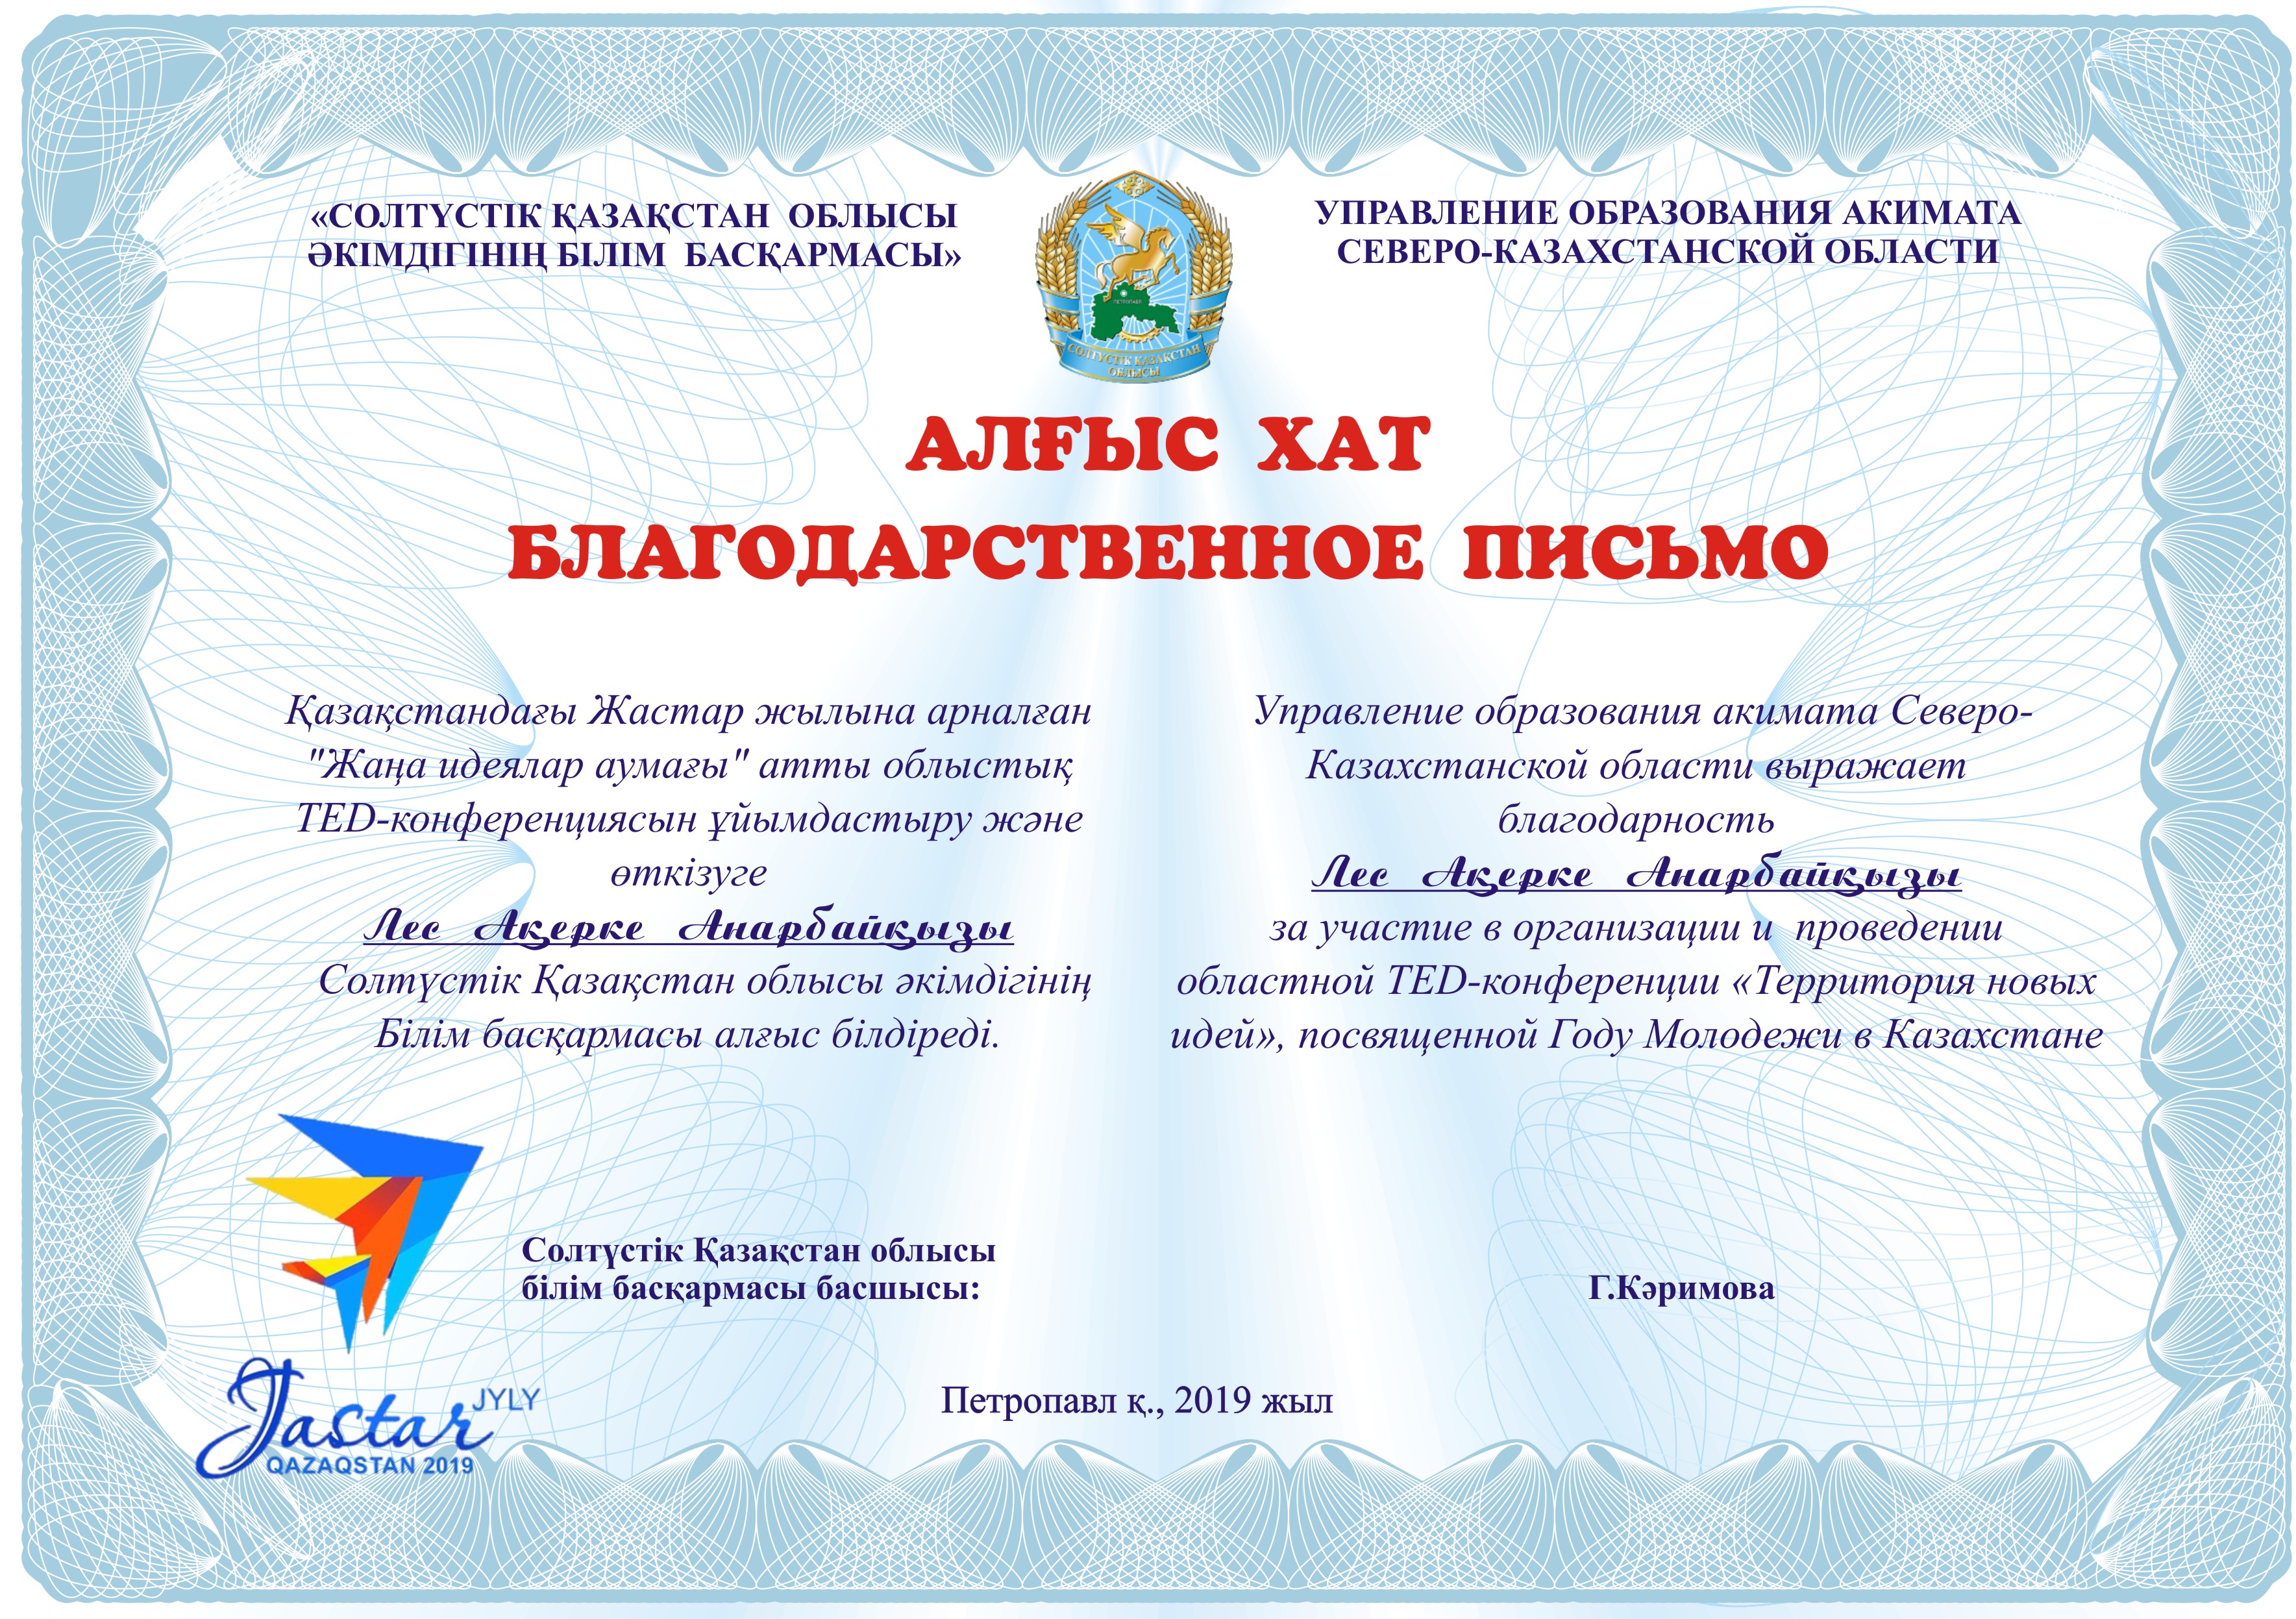 «СОЛТҮСТІК ҚАЗАҚСТАН ОБЛЫСЫ
ӘКІМДІГІНІҢ БІЛІМ БАСҚАРМАСЫ»
УПРАВЛЕНИЕ ОБРАЗОВАНИЯ АКИМАТА
СЕВЕРО-КАЗАХСТАНСКОЙ ОБЛАСТИ
ПЕТРОПАВЛ
СОЛТҮСТІК ҚАЗАҚСТАН
ОБЛЫСЫ
АЛҒЫС ХАТ
БЛАГОДАРСТВЕННОЕ ПИСЬМО
Қазақстандағы Жастар жылына арналған
"Жаңа идеялар аумағы" атты облыстық
TED-конференциясын ұйымдастыру және
өткізуге
Лес Ақерке Анарбайқызы
Солтүстік Қазақстан облысы әкімдігінің
Білім басқармасы алғыс білдіреді.
Управление образования акимата Северо-
Казахстанской области выражает
благодарность
Лес Ақерке Анарбайқызы
за участие в организации и проведении
областной TED-конференции «Территория новых
идей», посвященной Году Молодежи в Казахстане
Солтүстік Қазақстан облысы
білім басқармасы басшысы:
Г.Кәримова
Jastar JYLY
QAZAQSTAN 2019
Петропавл қ., 2019 жыл